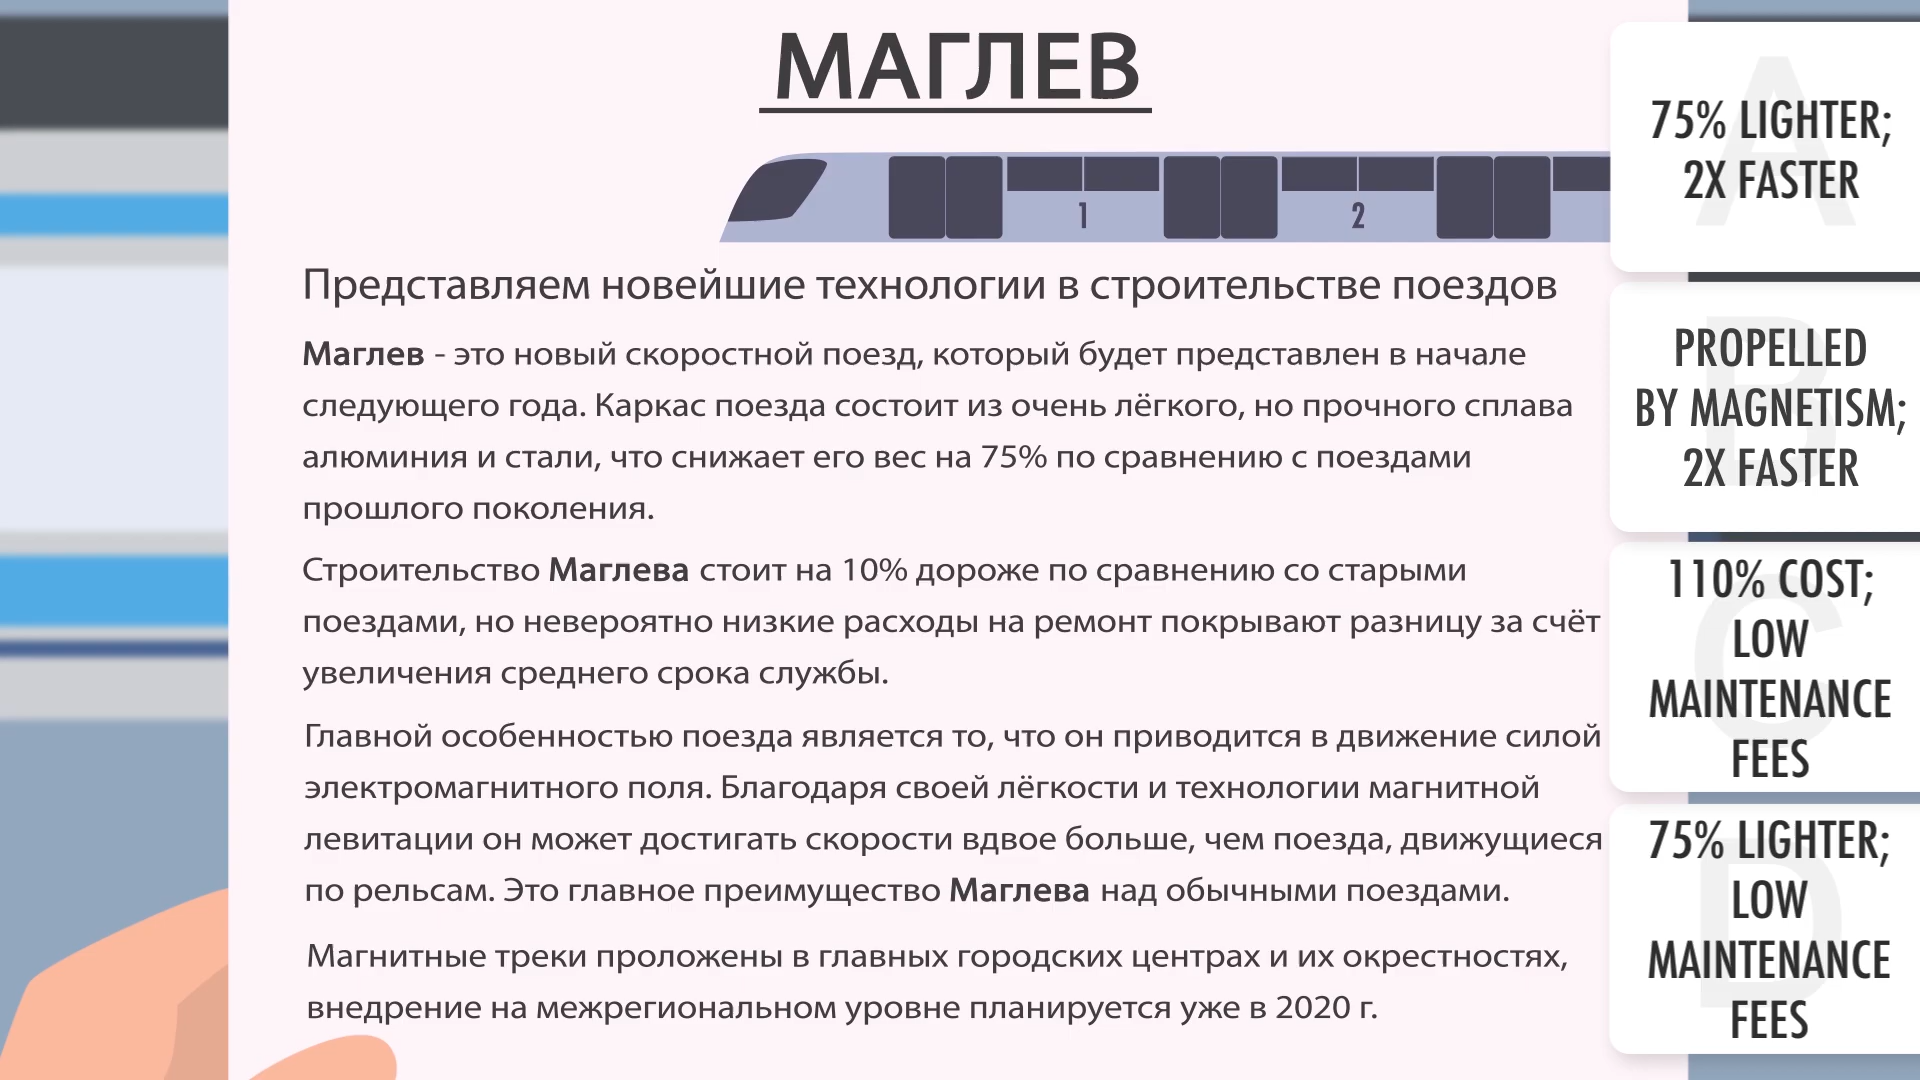 МАГЛЕВ
1
2
Представляем новейшие технологии в строительстве поездов
Маглев - это новый скоростной поезд, который будет представлен в начале
следующего года. Каркас поезда состоит из очень лёгкого, но прочного сплава
алюминия и стали, что снижает его вес на 75% по сравнению с поездами
прошлого поколения.
Строительство Маглева стоит на 10% дороже по сравнению со старыми
поездами, но невероятно низкие расходы на ремонт покрывают разницу за счёт
увеличения среднего срока службы.
Главной особенностью поезда является то, что он приводится в движение силой
электромагнитного поля. Благодаря своей лёгкости и технологии магнитной
левитации он может достигать скорости вдвое больше, чем поезда, движущиеся
по рельсам. Это главное преимущество Маглева над обычными поездами.
Магнитные треки проложены в главных городских центрах и их окрестностях,
внедрение на межрегиональном уровне планируется уже в 2020 г.
A
75% LIGHTER;
2X FASTER
B
PROPELLED
BY MAGNETISM;
2X FASTER
C
110% COST;
LOW
MAINTENANCE
FEES
D
75% LIGHTER;
LOW
MAINTENANCE
FEES